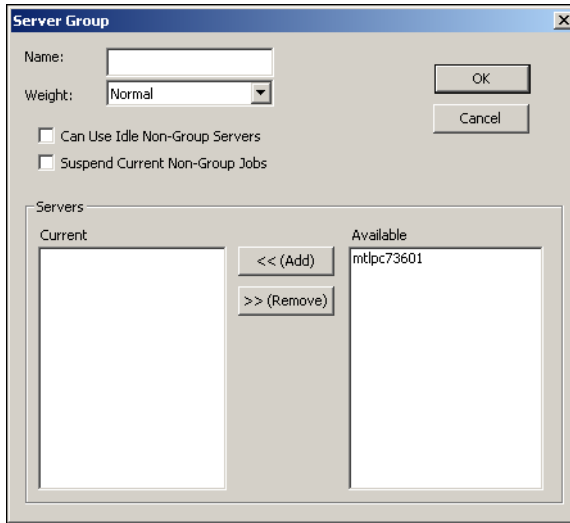 Server Group
Name:
OK
Weight: Normal
Cancel
Can Use Idle Non-Group Servers
Suspend Current Non-Group Jobs
Servers
Current
Available
<< (Add)
mtlpc73601
>> (Remove)